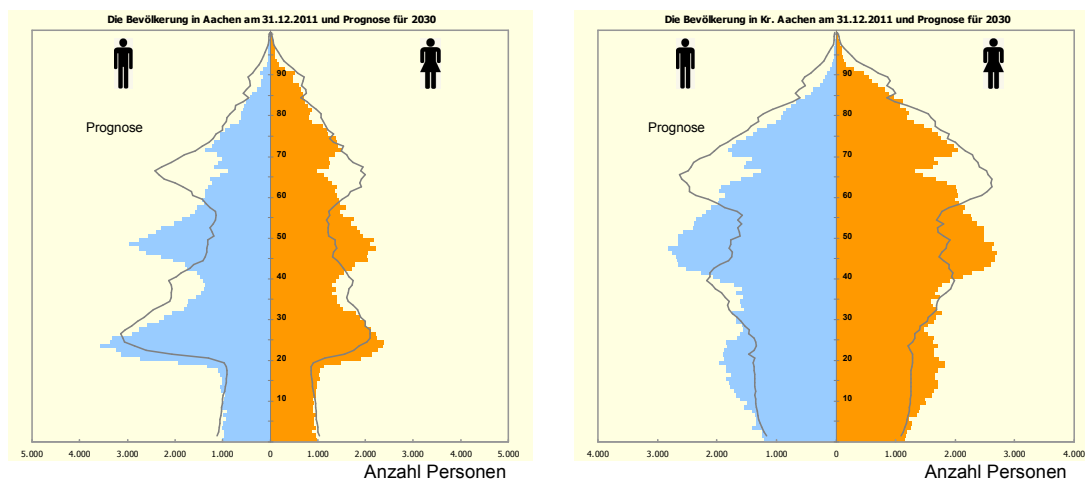 Die Bevölkerung in Aachen am 31.12.2011 und Prognose für 2030
Prognose
90
80
70
60
50
40
30
20
10
5.000 4.000 3.000 2.000 1.000 0 1.000 2.000 3.000 4.000 5.000
Anzahl Personen
Die Bevölkerung in Kr. Aachen am 31.12.2011 und Prognose für 2030
Prognose
90
80
70
60
50
40
30
20
10
4.000 3.000 2.000 1.000 0 1.000 2.000 3.000 4.000
Anzahl Personen